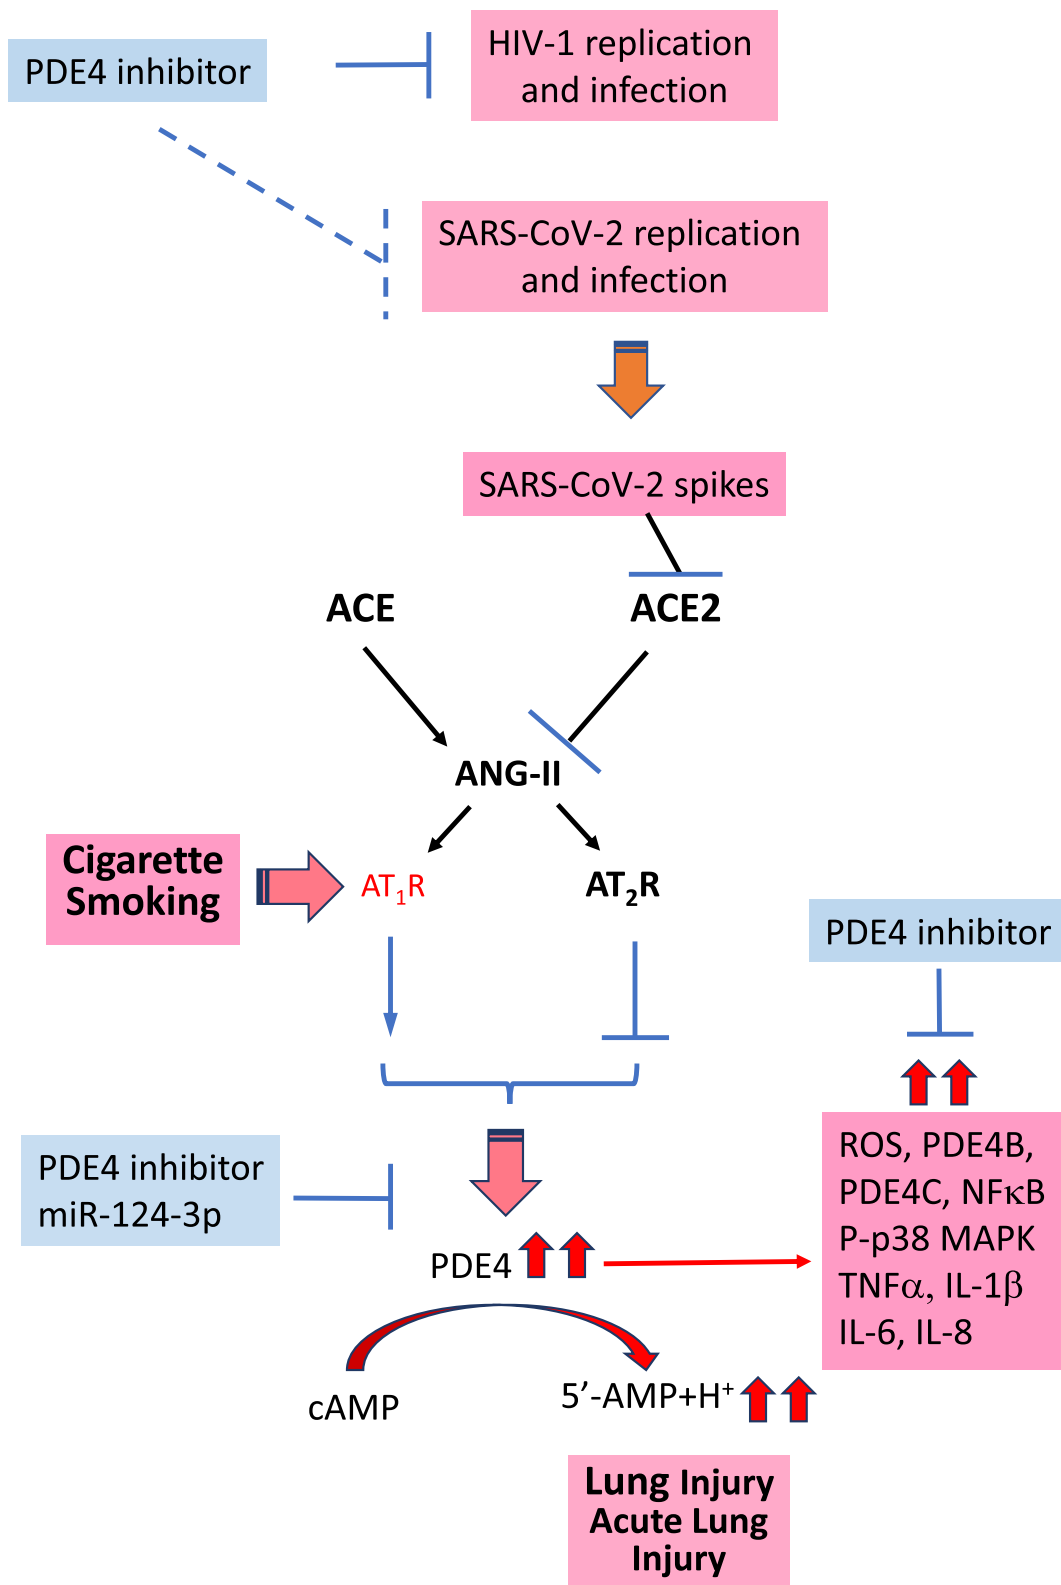 PDE4 inhibitor
HIV-1 replication
and infection
SARS-CoV-2 replication
and infection
SARS-CoV-2 spikes
ACE
ACE2
ANG-II
Cigarette
Smoking
AT₁R
AT₂R
PDE4 inhibitor
PDE4 inhibitor
miR-124-3p
ROS, PDE4B,
PDE4C, NFκB
P-p38 MAPK
TNFα, IL-1β
IL-6, IL-8
PDE4
cAMP
5’-AMP+H⁺
Lung Injury
Acute Lung
Injury